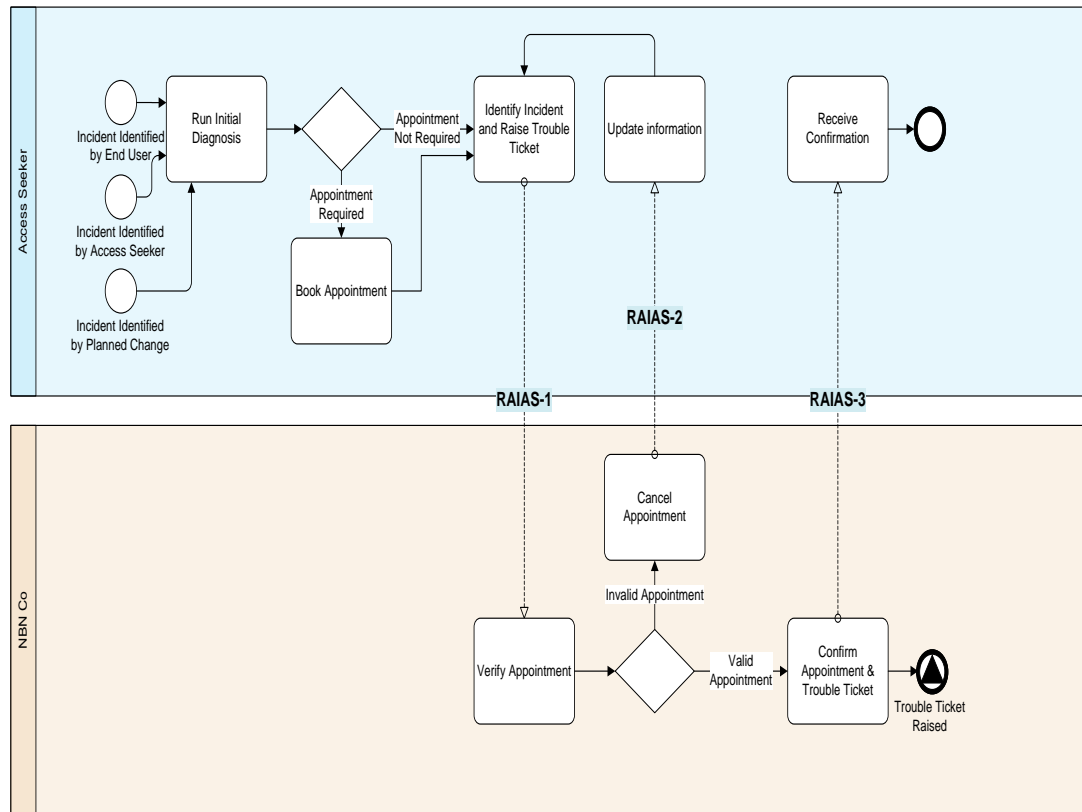 Access Seeker
Incident Identified
by End User
Incident Identified
by Access Seeker
Incident Identified
by Planned Change
Run Initial
Diagnosis
Appointment
Not Required
Appointment
Required
Book Appointment
Identify Incident
and Raise Trouble
Ticket
Update information
Receive
Confirmation
RAIAS-1
RAIAS-2
RAIAS-3
NBN Co
Cancel
Appointment
Invalid Appointment
Verify Appointment
Valid
Appointment
Confirm
Appointment &
Trouble Ticket
Trouble Ticket
Raised